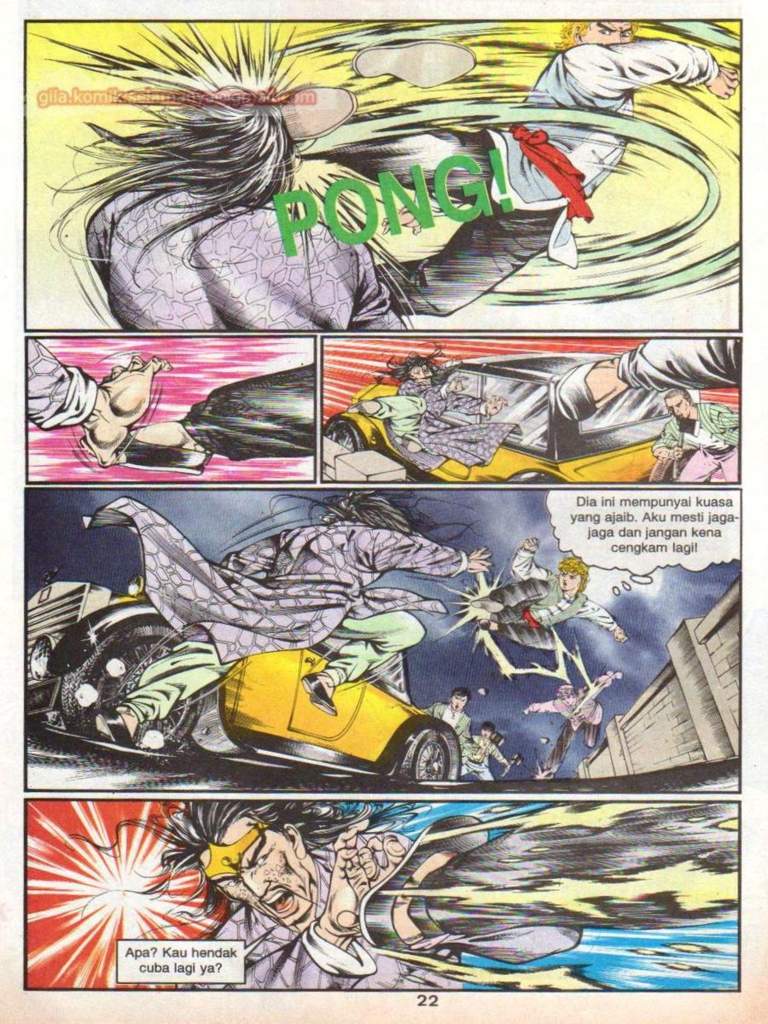 PONG!
Dia ini mempunyai kuasa
yang ajaib. Aku mesti jaga-
jaga dan jangan kena
cengkam lagi!
Apa? Kau hendak
cuba lagi ya?
22